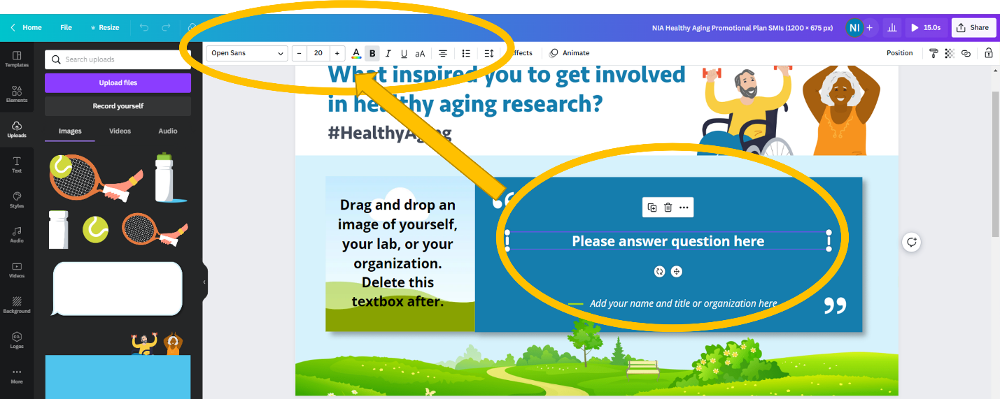 Home File Resize
NIA Healthy Aging Promotional Plan SMIs (1200 × 675 px)
NI + 15.0s Share
Open Sans – 20 + A B I U aA Effects Animate Position
Templates
Elements
Uploads
Text
Styles
Audio
Videos
Background
CO.
Logos
More
Search uploads
Upload files
Record yourself
Images Videos Audio
What inspired you to get involved
in healthy aging research?
#HealthyAging
Drag and drop an
image of yourself,
your lab, or your
organization.
Delete this
textbox after.
“
Please answer question here
Add your name and title or organization here
”